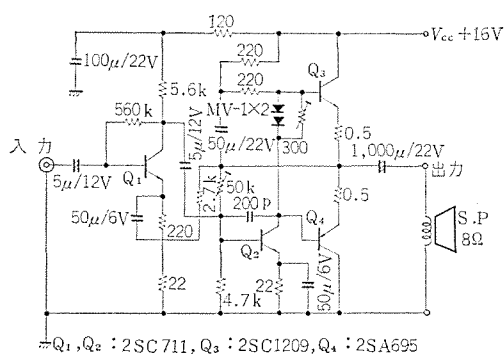 120
Vcc +16V
100μ/22V
220
Q3
5.6k
220
MV-1×2
560k
5μ/12V
50μ/22V
300
0.5
入力
1,000μ/22V
出力
5μ/12V
Q1
2.7k
50k
200p
0.5
50μ/6V
220
Q2
Q4
S.P
8Ω
22
4.7k
22
50μ/6V
Q1,Q2:2SC711,Q3:2SC1209,Q4:2SA695